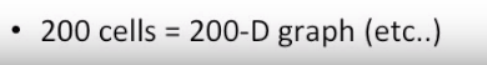 • 200 cells = 200-D graph (etc..)